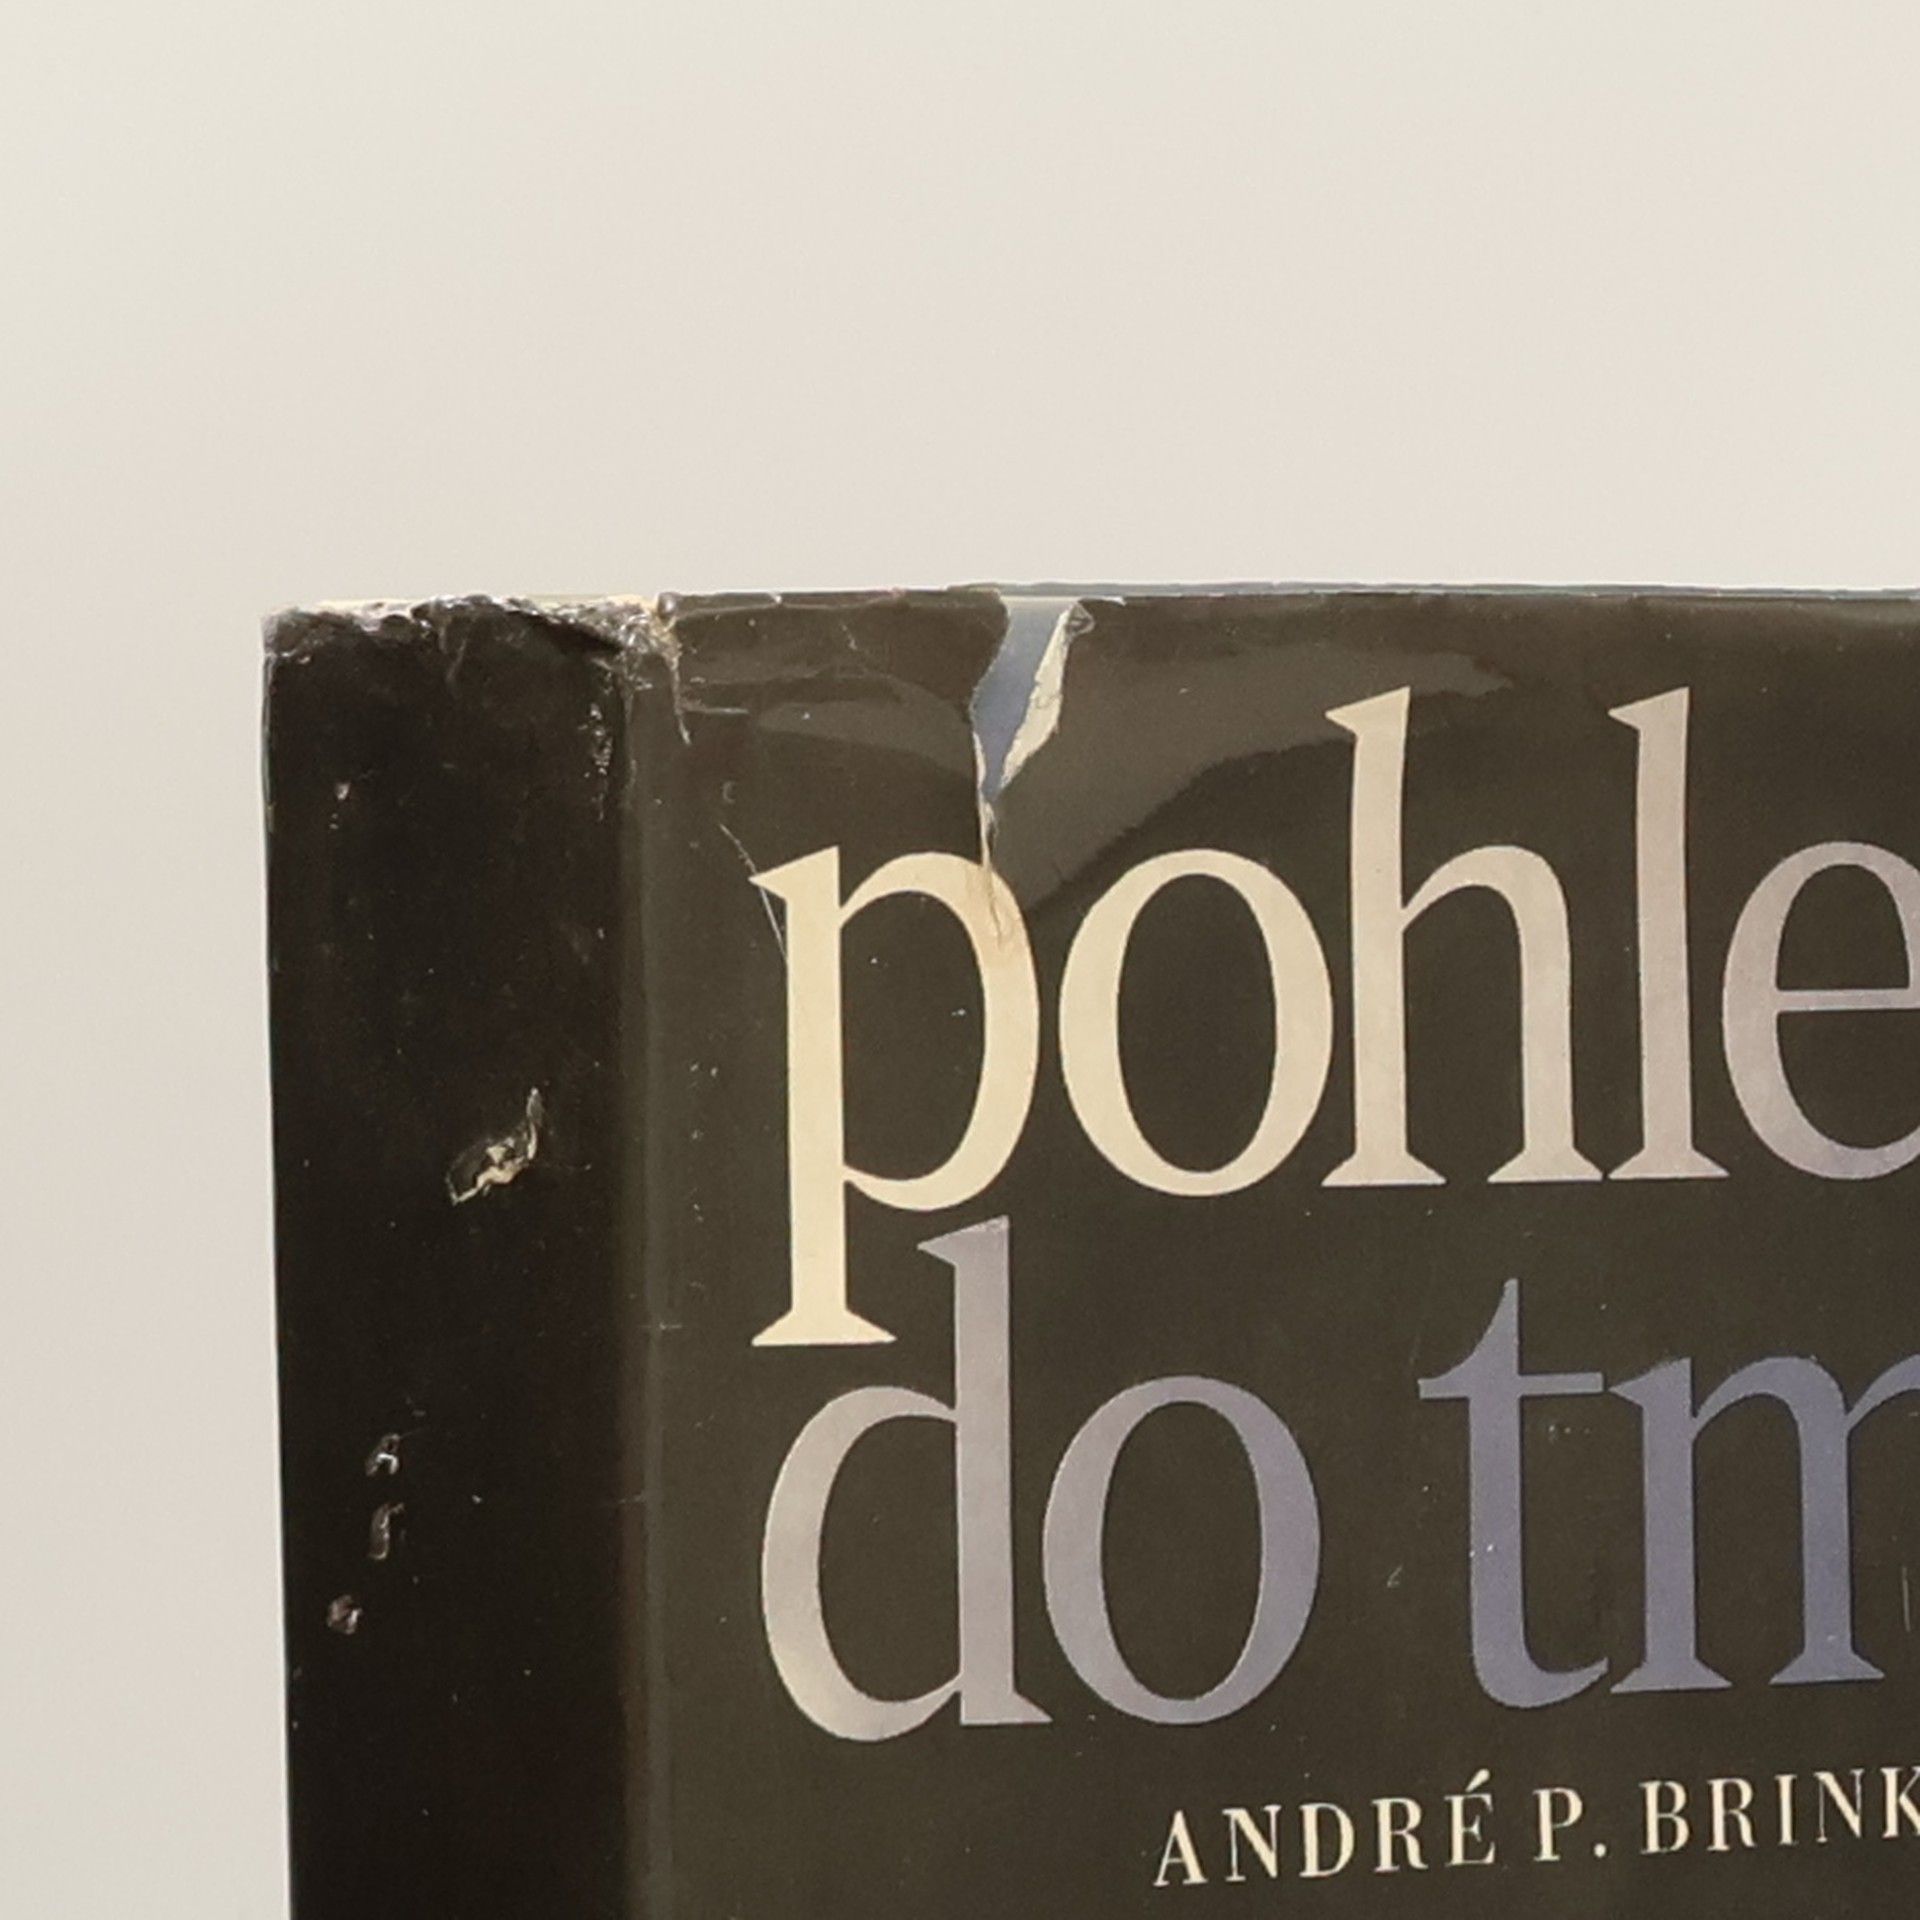 pohle
do tm
ANDRÉ P. BRINK